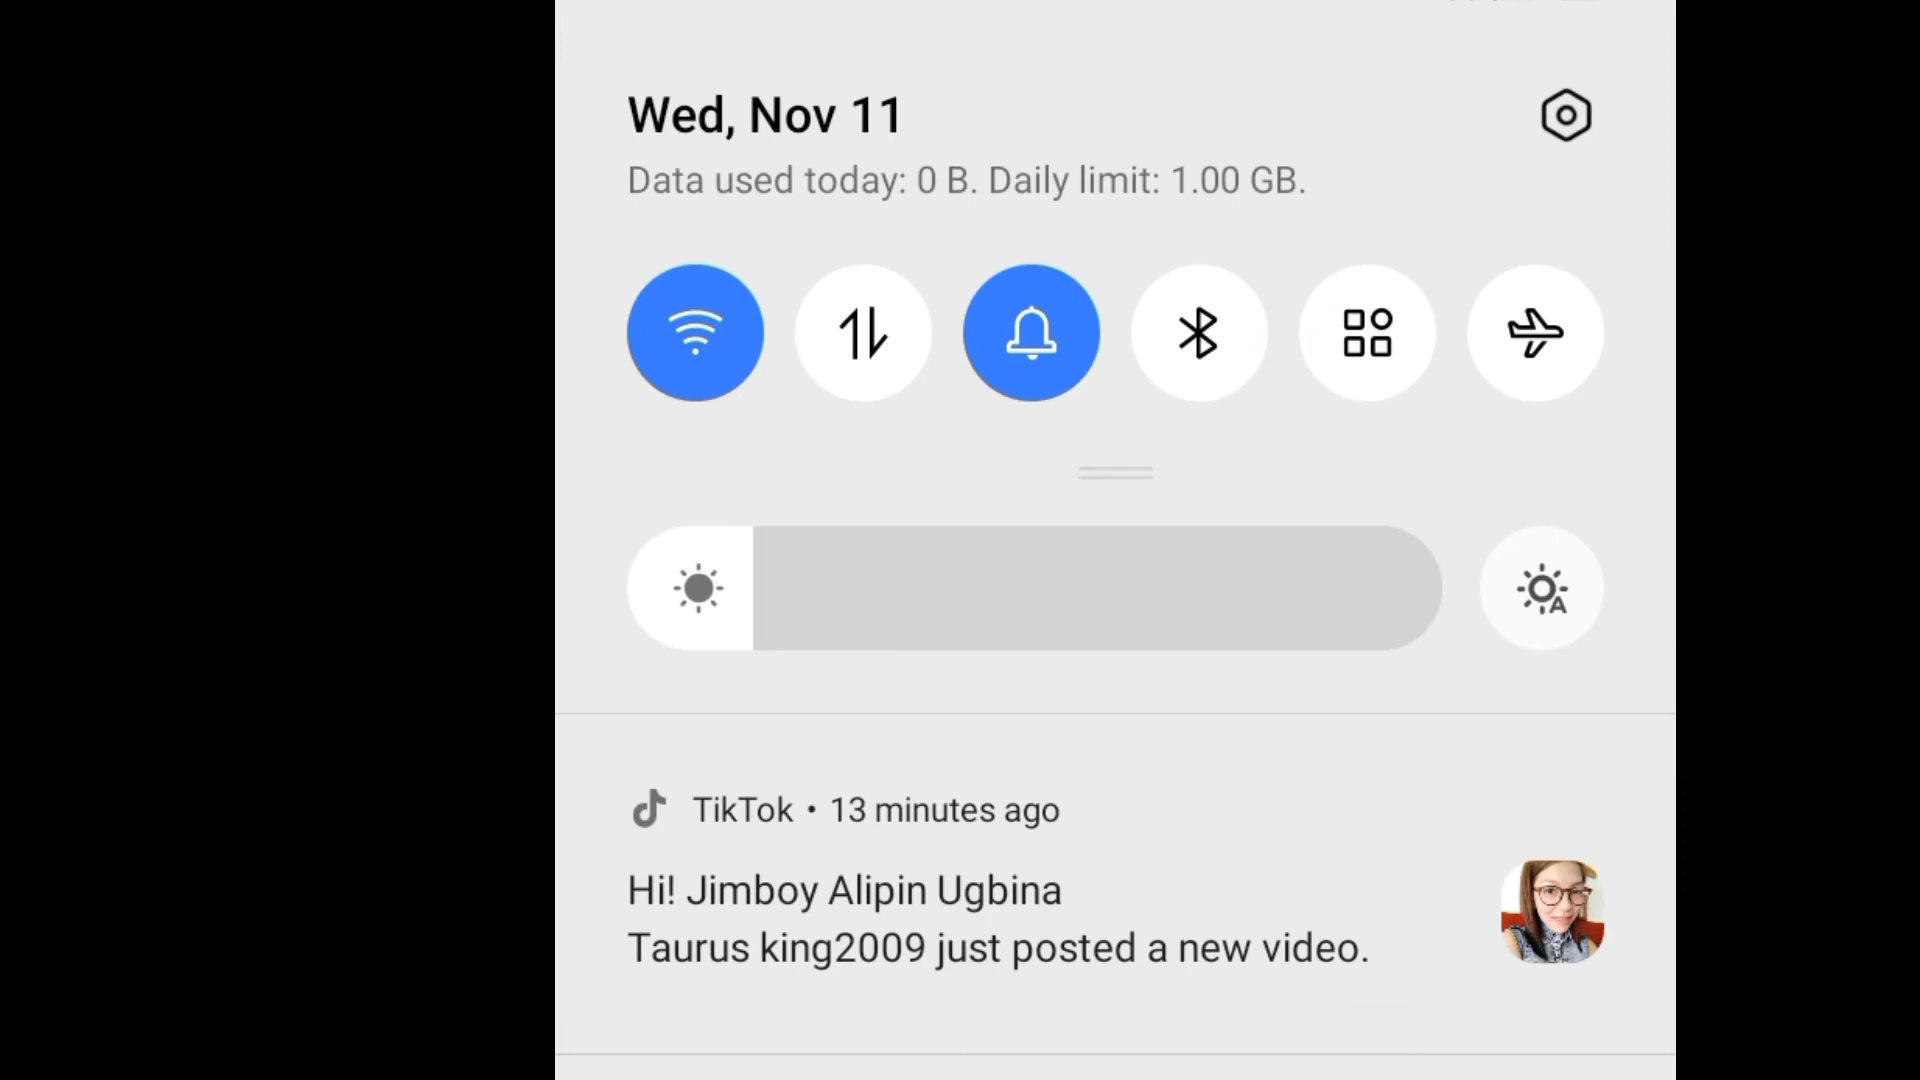 Wed, Nov 11
Data used today: 0 B. Daily limit: 1.00 GB.
TikTok • 13 minutes ago
Hi! Jimboy Alipin Ugbina
Taurus king2009 just posted a new video.